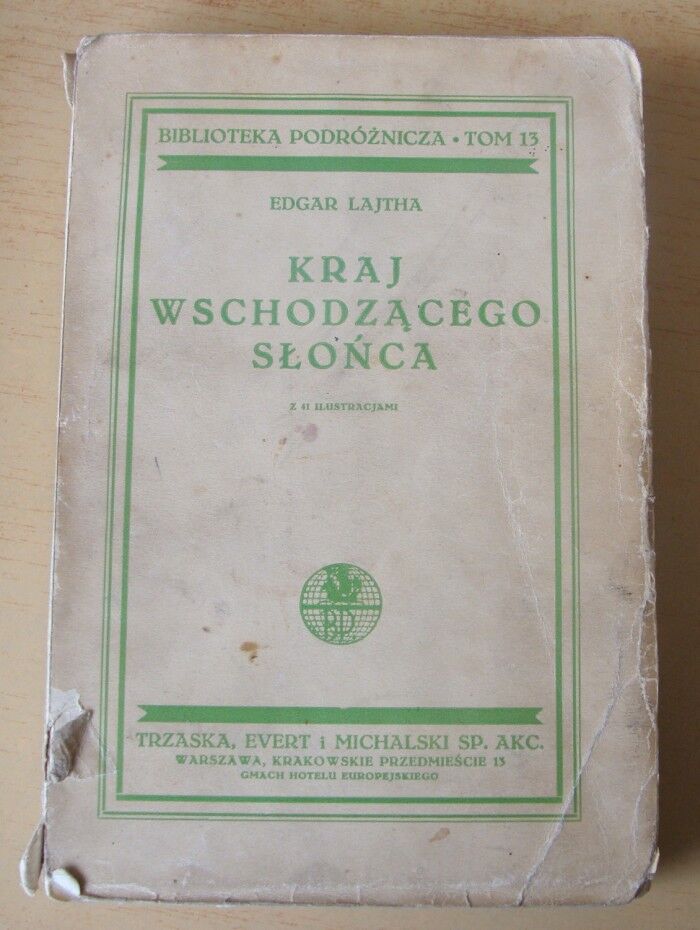 BIBLIOTEKA PODRÓŻNICZA • TOM 13
EDGAR LAJTHA
KRAJ
WSCHODZĄCEGO
SŁOŃCA
Z 41 ILUSTRACJAMI
TRZASKA, EVERT i MICHALSKI SP. AKC.
WARSZAWA, KRAKOWSKIE PRZEDMIEŚCIE 13
GMACH HOTELU EUROPEJSKIEGO